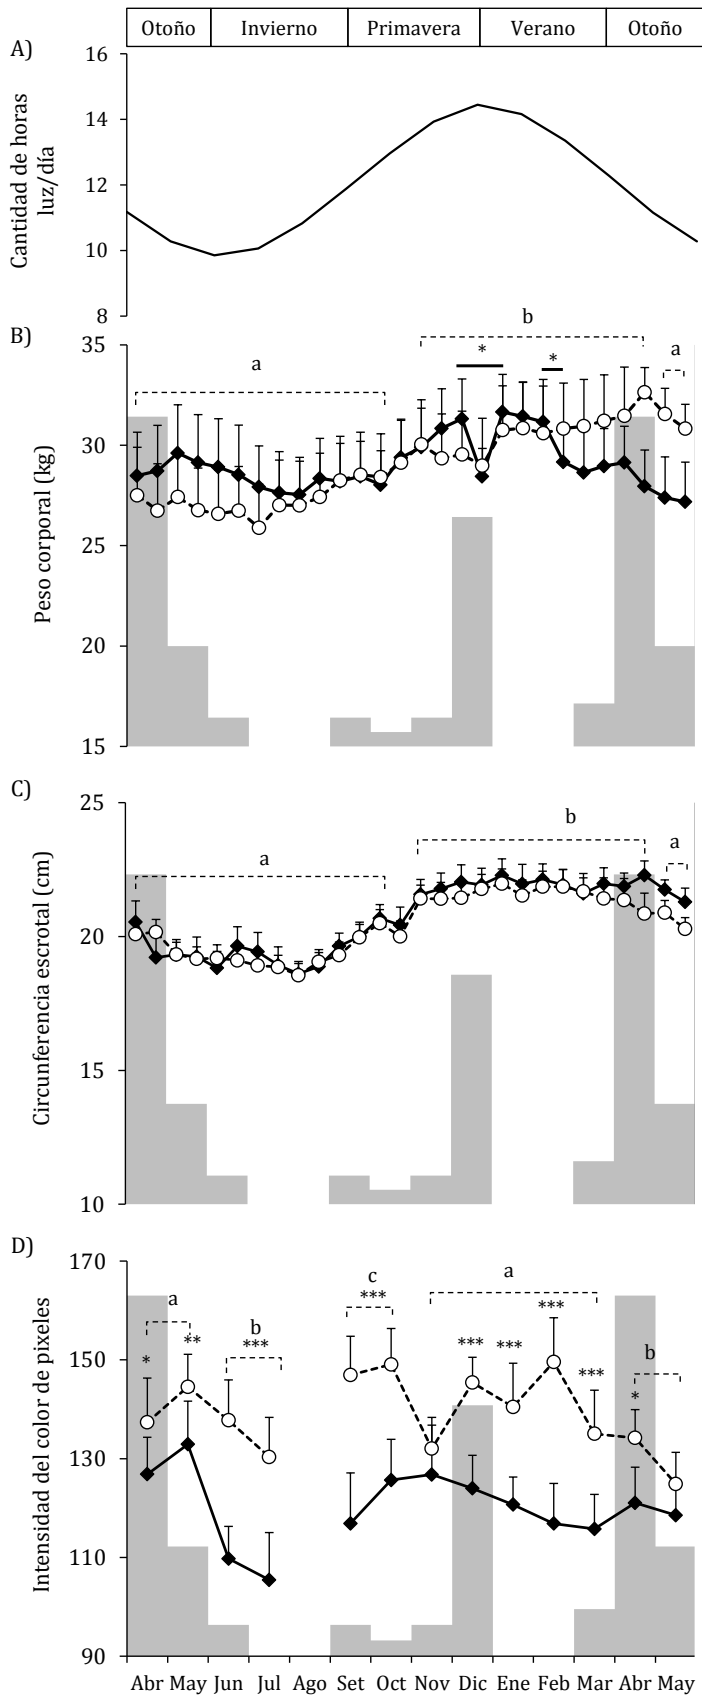 Otoño Invierno Primavera Verano Otoño
A)
16
14
12
10
8
Cantidad de horas
luz/día
B)
35
30
25
20
15
Peso corporal (kg)
a
b
*
*
a
C)
25
20
15
10
Circunferencia escrotal (cm)
a
b
a
D)
170
150
130
110
90
Intensidad del color de pixeles
a
*
**
b
***
c
***
a
***
***
***
***
b
*
Abr May Jun Jul Ago Set Oct Nov Dic Ene Feb Mar Abr May